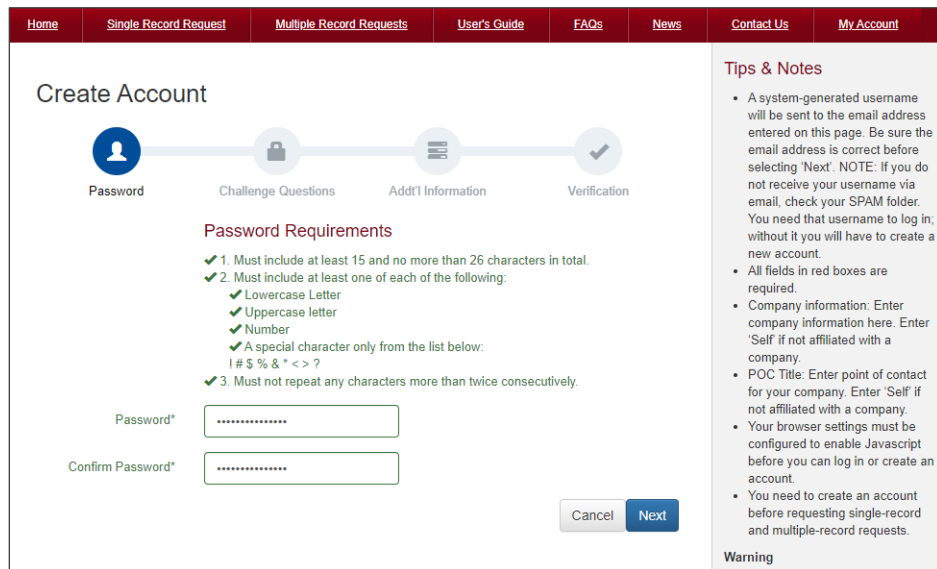 Home Single Record Request Multiple Record Requests User's Guide FAQs News Contact Us My Account
Create Account
Password Challenge Questions Addt'l Information Verification
Password Requirements
1. Must include at least 15 and no more than 26 characters in total.
2. Must include at least one of each of the following:
Lowercase Letter
Uppercase letter
Number
A special character only from the list below:
! # $ % & * < > ?
3. Must not repeat any characters more than twice consecutively.
Password* •••••••••••••••
Confirm Password* •••••••••••••••
Cancel Next
Tips & Notes
• A system-generated username
will be sent to the email address
entered on this page. Be sure the
email address is correct before
selecting 'Next'. NOTE: If you do
not receive your username via
email, check your SPAM folder.
You need that username to log in;
without it you will have to create a
new account.
• All fields in red boxes are
required.
• Company information: Enter
company information here. Enter
'Self' if not affiliated with a
company.
• POC Title: Enter point of contact
for your company. Enter 'Self' if
not affiliated with a company.
• Your browser settings must be
configured to enable Javascript
before you can log in or create an
account.
• You need to create an account
before requesting single-record
and multiple-record requests.
Warning